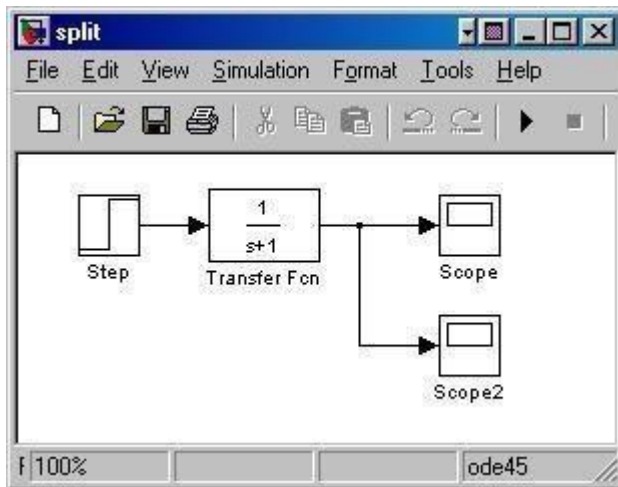 split
File Edit View Simulation Format Tools Help
1
s+1
Step
Transfer Fcn
Scope
Scope2
100% ode45